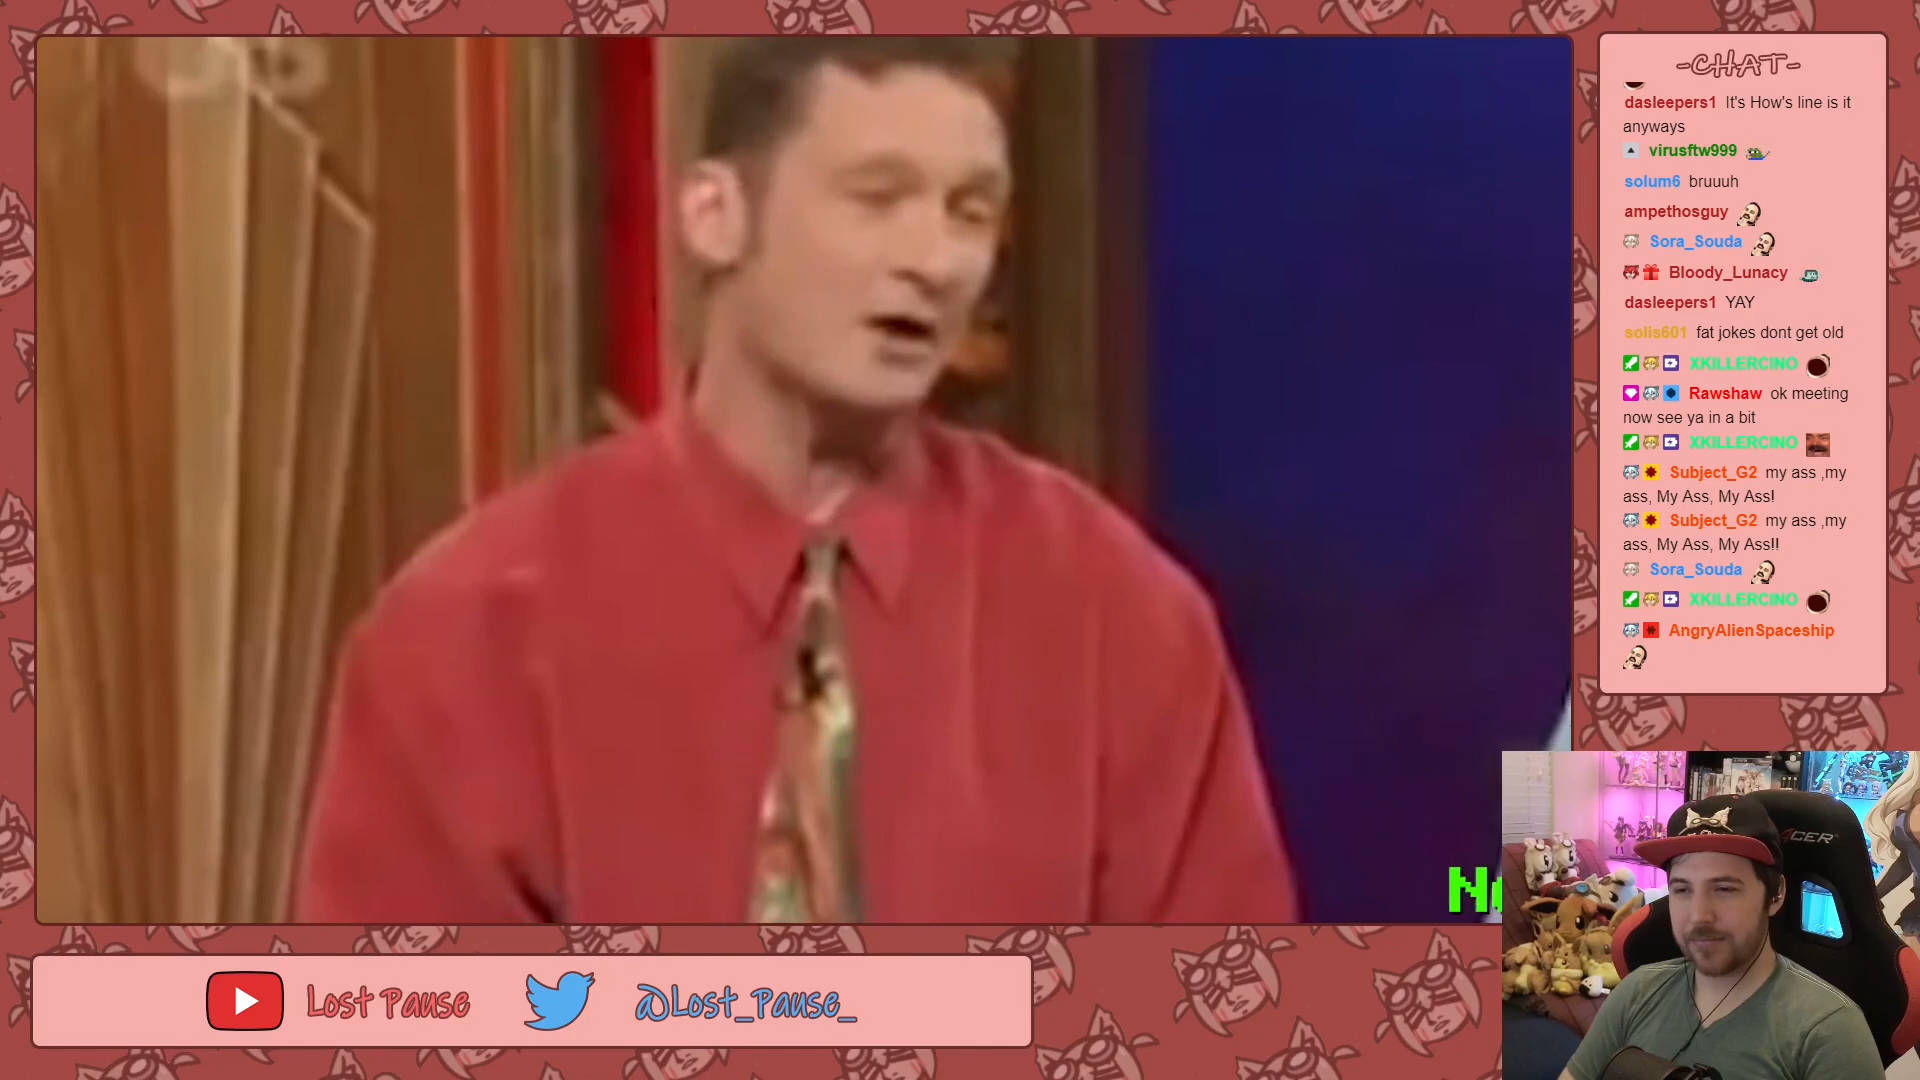 -CHAT-
dasleepers1 It's How's line is it
anyways
virusftw999
solum6 bruuuh
ampethosguy
Sora_Souda
Bloody_Lunacy
dasleepers1 YAY
solis601 fat jokes dont get old
XKILLERCINO
Rawshaw ok meeting
now see ya in a bit
XKILLERCINO
Subject_G2 my ass ,my
ass, My Ass, My Ass!
Subject_G2 my ass ,my
ass, My Ass, My Ass!!
Sora_Souda
XKILLERCINO
AngryAlienSpaceship
Lost Pause
@Lost_Pause_